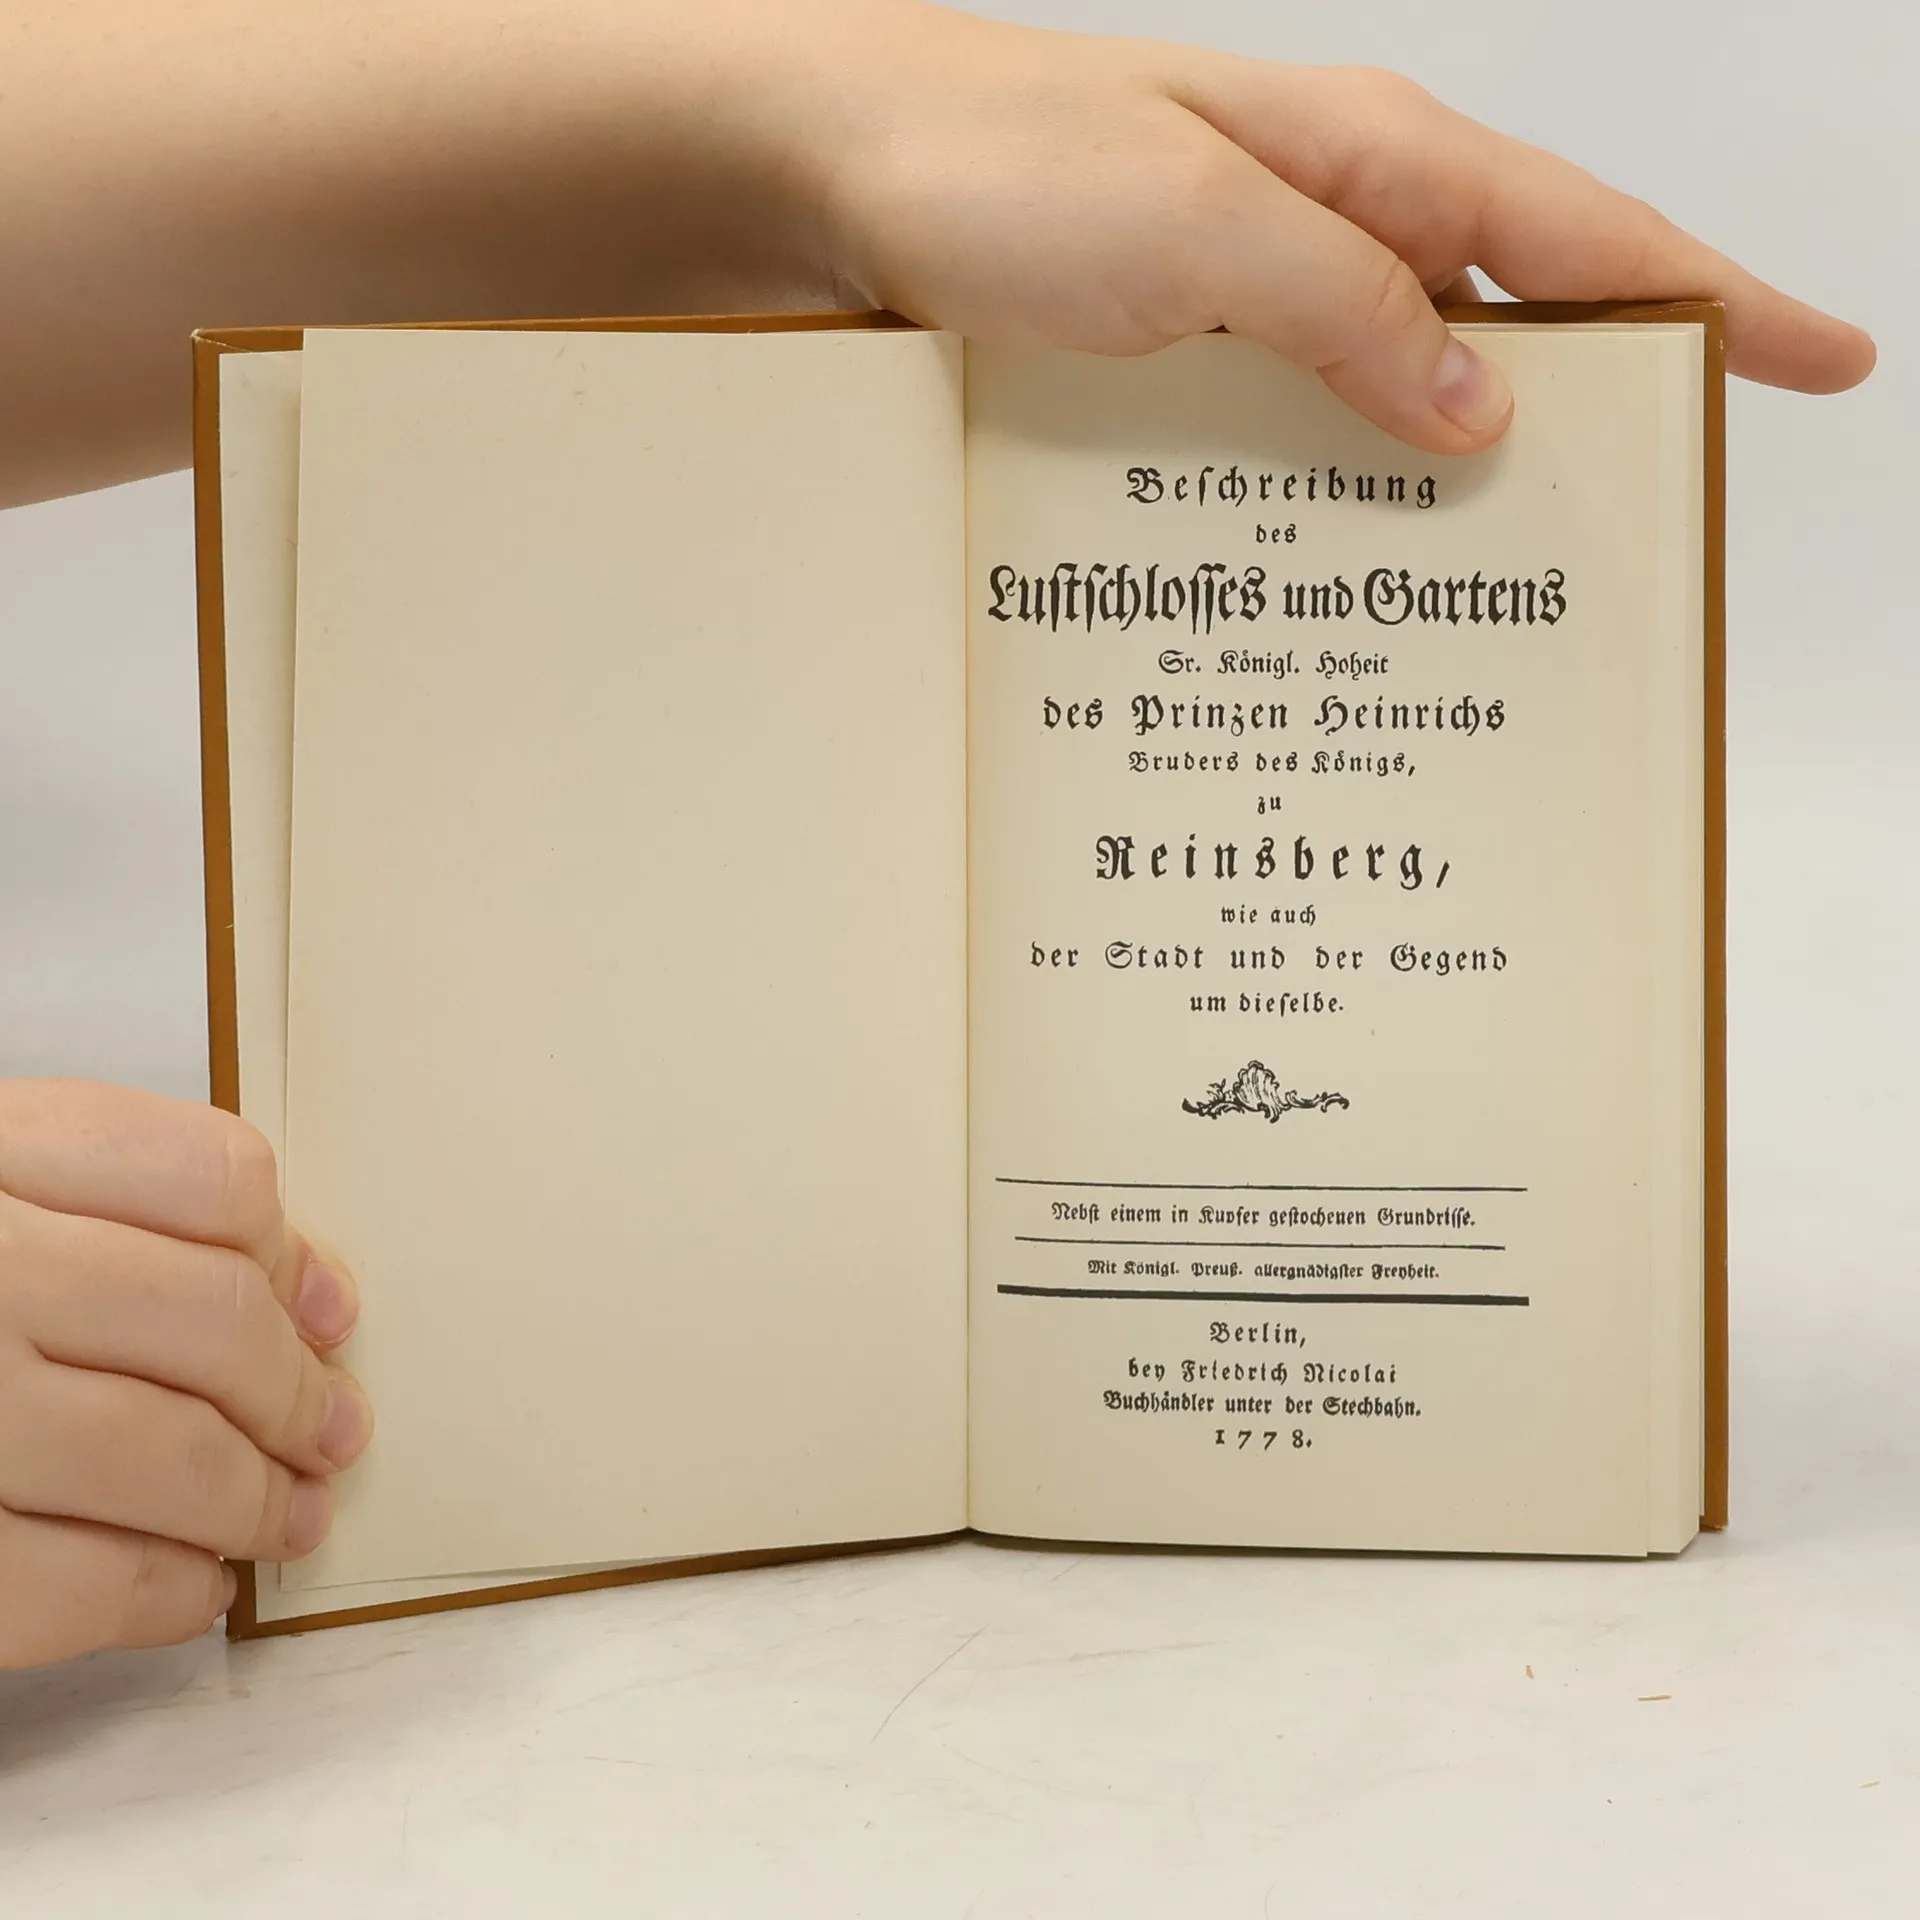 Beſchreibung
des
Luſtſchloſſes und Gartens
Sr. Königl. Hoheit
des Prinzen Heinrichs
Bruders des Königs,
zu
Reinsberg,
wie auch
der Stadt und der Gegend
um dieſelbe.
Nebſt einem in Kupfer geſtochenen Grundriſſe.
Mit Königl. Preuß. allergnädigſter Freyheit.
Berlin,
bey Friedrich Nicolai
Buchhändler unter der Stechbahn.
1778.